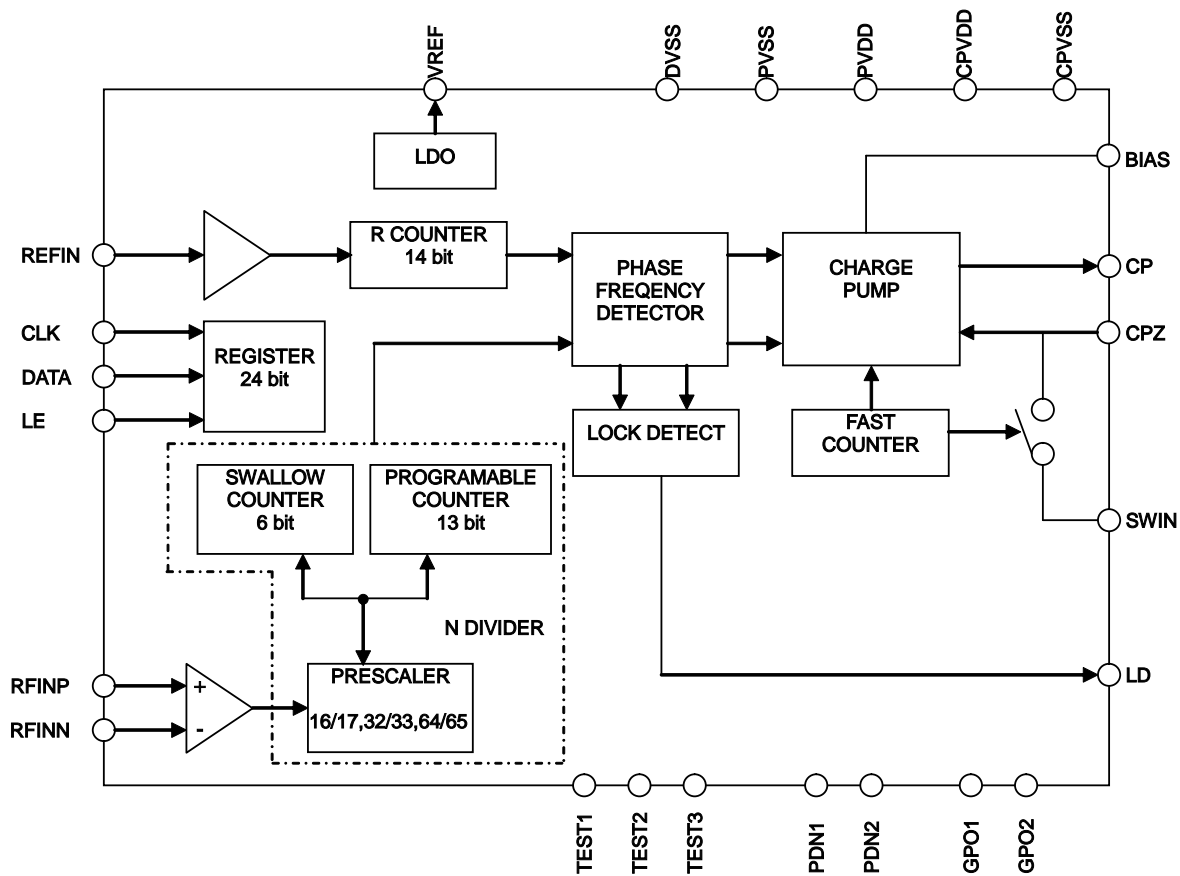 VREF
DVSS
PVSS
PVDD
CPVDD
CPVSS
LDO
BIAS
REFIN
R COUNTER
14 bit
PHASE
FREQENCY
DETECTOR
CHARGE
PUMP
CP
CLK
DATA
LE
REGISTER
24 bit
CPZ
LOCK DETECT
FAST
COUNTER
SWALLOW
COUNTER
6 bit
PROGRAMABLE
COUNTER
13 bit
SWIN
N DIVIDER
RFINP
RFINN
+
-
PRESCALER
16/17,32/33,64/65
LD
TEST1
TEST2
TEST3
PDN1
PDN2
GPO1
GPO2